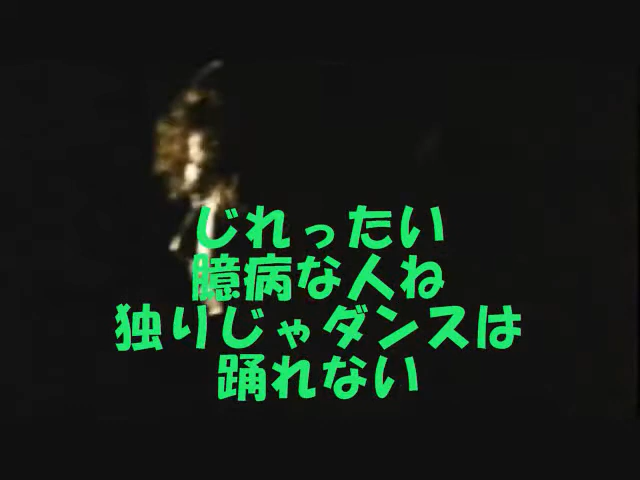 じれったい
臆病な人ね
独りじゃダンスは
踊れない